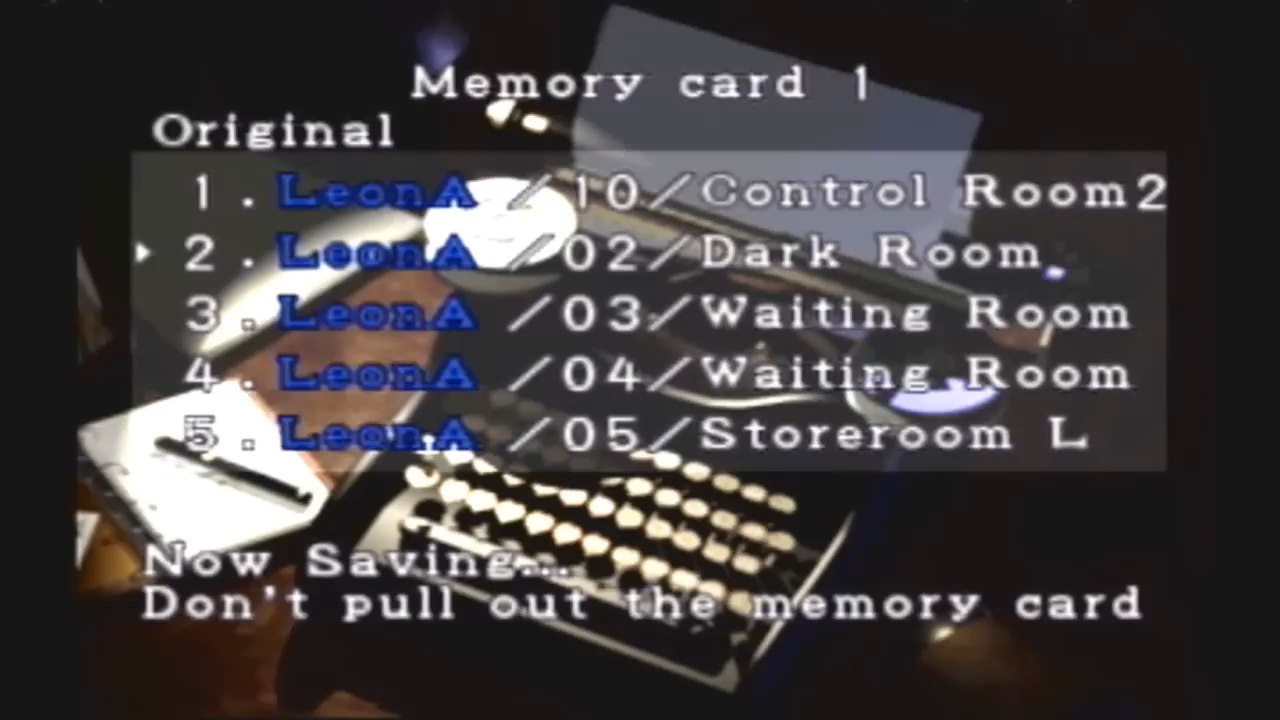 Memory card 1
Original
1. LeonA /10/Control Room2
2. LeonA /02/Dark Room
3. LeonA /03/Waiting Room
4. LeonA /04/Waiting Room
5. LeonA /05/Storeroom L
Now Saving...
Don't pull out the memory card